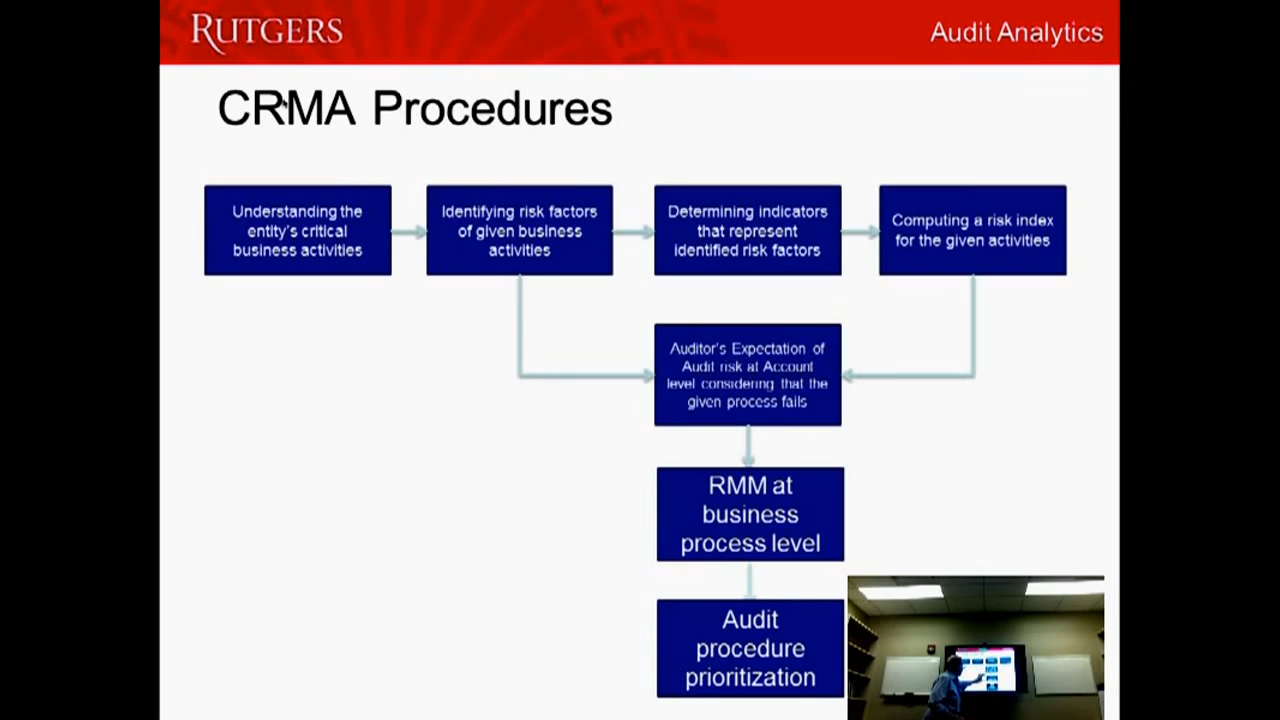 RUTGERS
Audit Analytics
CRMA Procedures
Understanding the
entity's critical
business activities
Identifying risk factors
of given business
activities
Determining indicators
that represent
identified risk factors
Computing a risk index
for the given activities
Auditor's Expectation of
Audit risk at Account
level considering that the
given process fails
RMM at
business
process level
Audit
procedure
prioritization